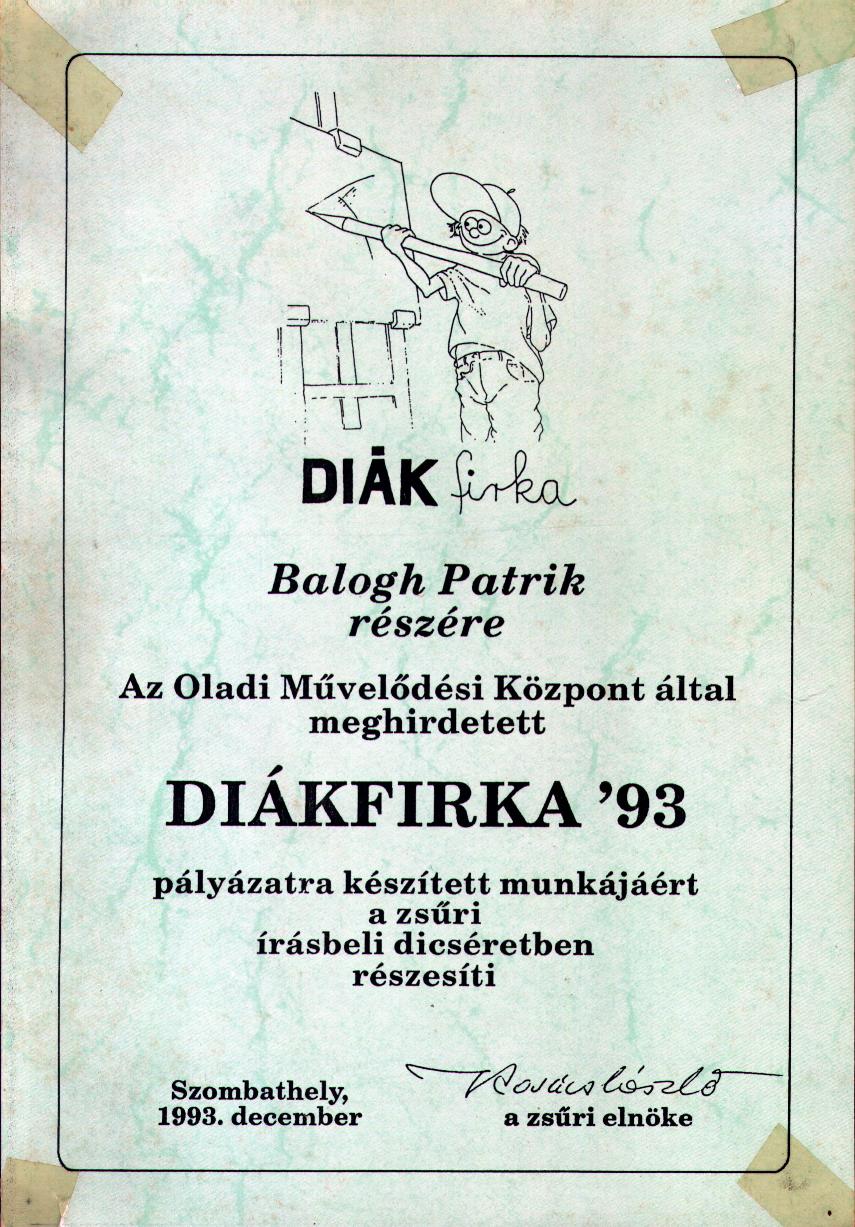 DIÁK firka
Balogh Patrik
részére
Az Oladi Művelődési Központ által
meghirdetett
DIÁKFIRKA ’93
pályázatra készített munkájáért
a zsűri
írásbeli dicséretben
részesíti
Kovács László
Szombathely,
1993. december
a zsűri elnöke